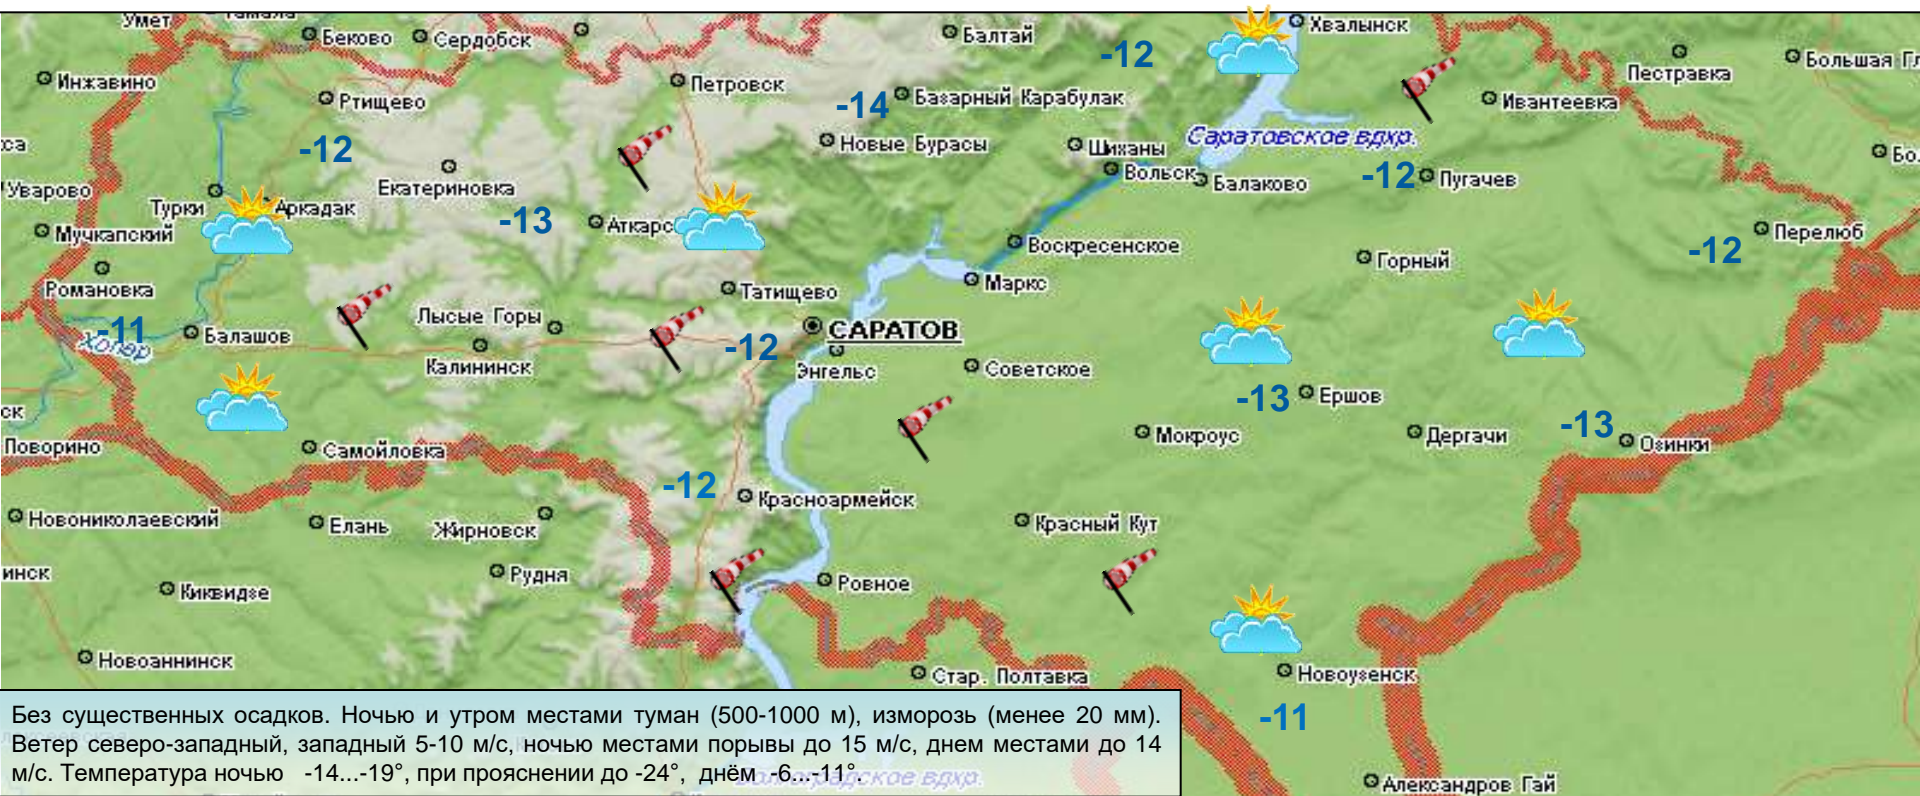 Умет
Тамала
Беково
Сердобск
Балтай
-12
Хвалынск
Пестравка
Большая Гл
Инжавино
Ртищево
Петровск
-14
Базарный Карабулак
Ивантеевка
-12
Новые Бурасы
Шиханы
Саратовское вдхр.
Уварово
Екатериновка
Вольск
Балаково
-12
Пугачев
Турки
Аркадак
-13
Аткарс
Мучкапский
Воскресенское
Горный
-12
Перелюб
Романовка
Татищево
Маркс
-11
Хопер
Балашов
Лысые Горы
Калининск
-12
САРАТОВ
Энгельс
Советское
-13
Ершов
Поворино
Самойловка
Мокроус
Дергачи
-13
Озинки
-12
Красноармейск
Новониколаевский
Елань
Жирновск
Красный Кут
инск
Киквидзе
Рудня
Ровное
Новоаннинск
Стар. Полтавка
Новоузенск
-11
Александров Гай
Без существенных осадков. Ночью и утром местами туман (500-1000 м), изморозь (менее 20 мм).
Ветер северо-западный, западный 5-10 м/с, ночью местами порывы до 15 м/с, днем местами до 14
м/с. Температура ночью -14...-19°, при прояснении до -24°, днём -6...-11°.